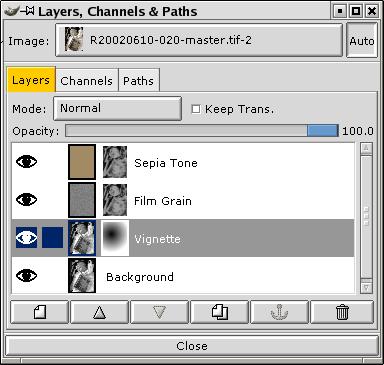 Layers, Channels & Paths
Image: R20020610-020-master.tif-2 Auto
Layers Channels Paths
Mode: Normal Keep Trans.
Opacity: 100.0
Sepia Tone
Film Grain
Vignette
Background
Close